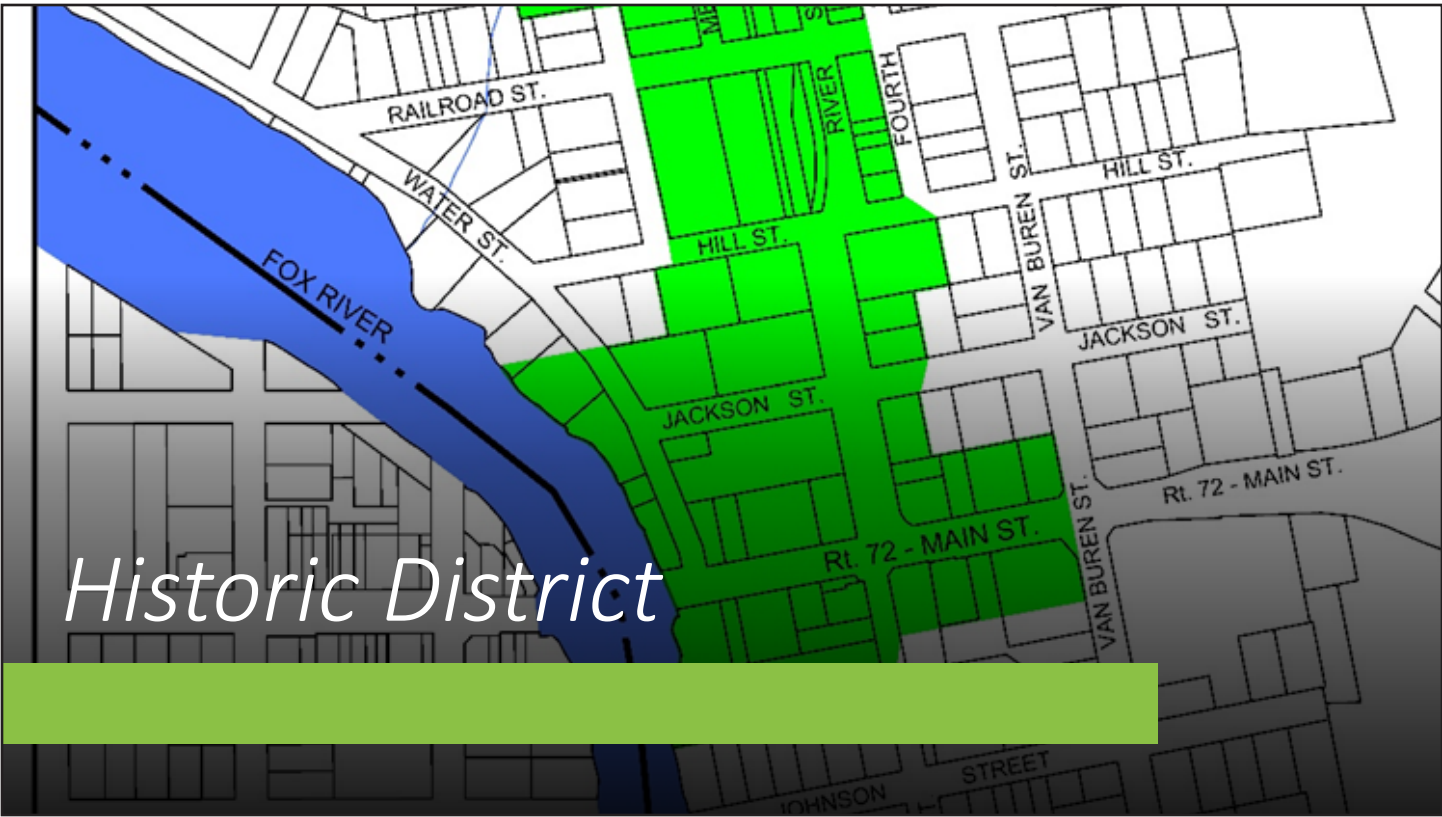 ME
S
RIVER
FOURTH
RAILROAD ST.
HILL ST.
WATER ST.
VAN BUREN ST.
HILL ST.
FOX RIVER
JACKSON ST.
JACKSON ST.
Rt. 72 - MAIN ST.
Rt. 72 - MAIN ST.
VAN BUREN ST.
Historic District
STREET
JOHNSON